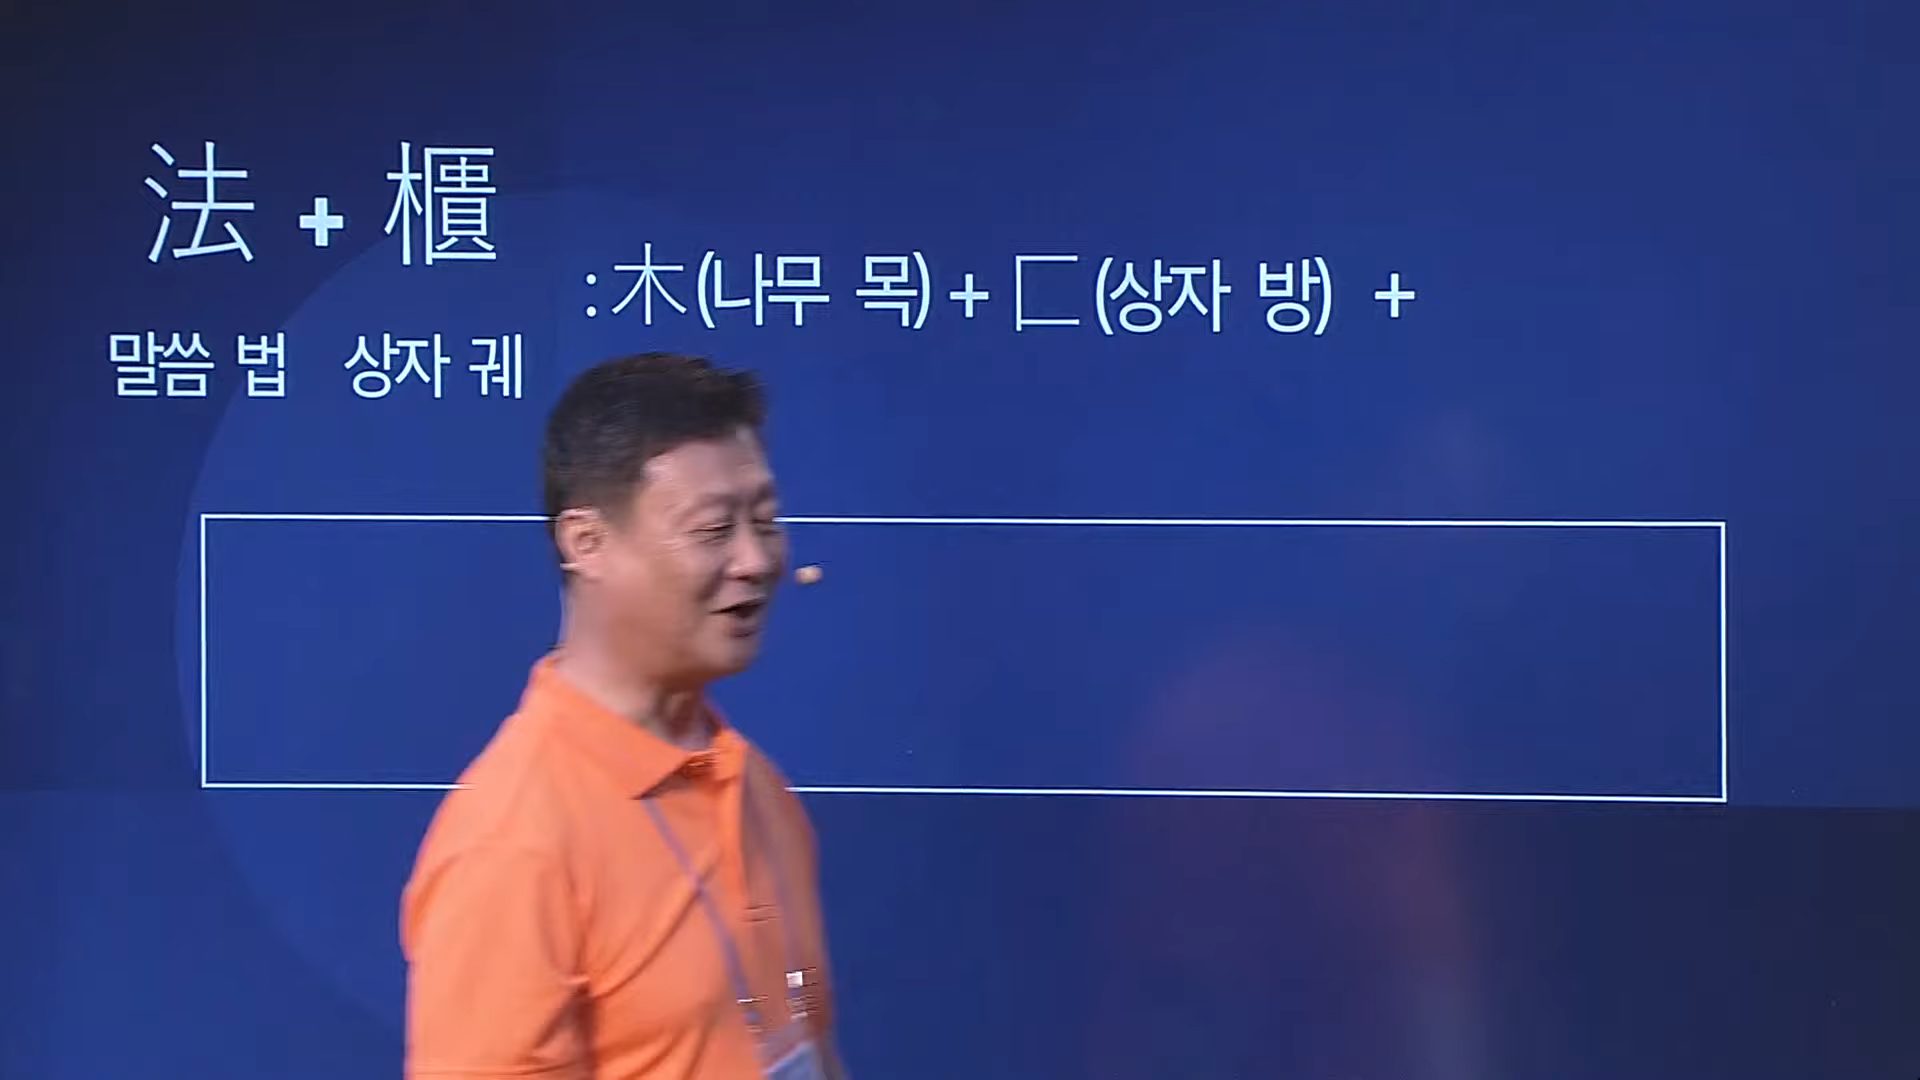 法 + 櫃
: 木(나무 목) + 匚(상자 방) +
말씀 법 상자 궤